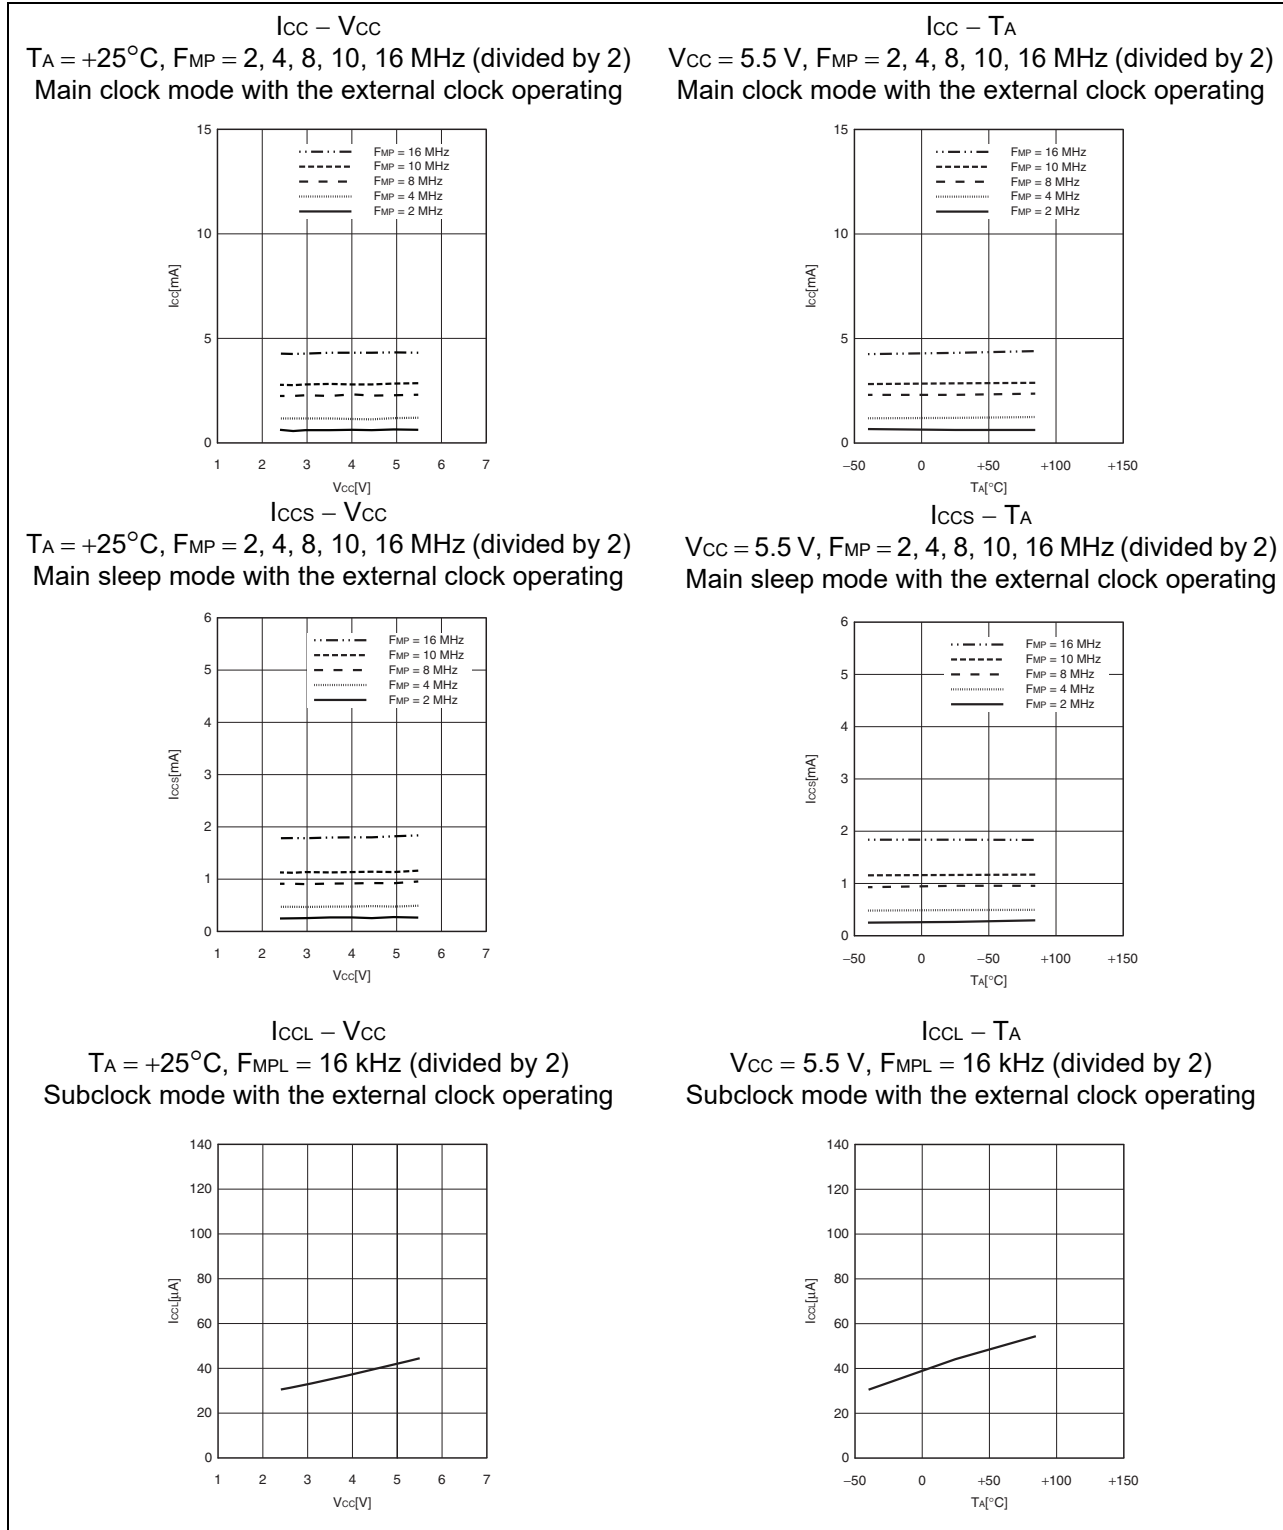 ICC − VCC
TA = +25°C, FMP = 2, 4, 8, 10, 16 MHz (divided by 2)
Main clock mode with the external clock operating
15
10
5
0
ICC[mA]
FMP = 16 MHz
FMP = 10 MHz
FMP = 8 MHz
FMP = 4 MHz
FMP = 2 MHz
1 2 3 4 5 6 7
VCC[V]
ICC − TA
VCC = 5.5 V, FMP = 2, 4, 8, 10, 16 MHz (divided by 2)
Main clock mode with the external clock operating
15
10
5
0
ICC[mA]
FMP = 16 MHz
FMP = 10 MHz
FMP = 8 MHz
FMP = 4 MHz
FMP = 2 MHz
−50 0 +50 +100 +150
TA[°C]
ICCS − VCC
TA = +25°C, FMP = 2, 4, 8, 10, 16 MHz (divided by 2)
Main sleep mode with the external clock operating
6
5
4
3
2
1
0
ICCS[mA]
FMP = 16 MHz
FMP = 10 MHz
FMP = 8 MHz
FMP = 4 MHz
FMP = 2 MHz
1 2 3 4 5 6 7
VCC[V]
ICCS − TA
VCC = 5.5 V, FMP = 2, 4, 8, 10, 16 MHz (divided by 2)
Main sleep mode with the external clock operating
6
5
4
3
2
1
0
ICCS[mA]
FMP = 16 MHz
FMP = 10 MHz
FMP = 8 MHz
FMP = 4 MHz
FMP = 2 MHz
−50 0 −50 +100 +150
TA[°C]
ICCL − VCC
TA = +25°C, FMPL = 16 kHz (divided by 2)
Subclock mode with the external clock operating
140
120
100
80
60
40
20
0
ICCL[µA]
1 2 3 4 5 6 7
VCC[V]
ICCL − TA
VCC = 5.5 V, FMPL = 16 kHz (divided by 2)
Subclock mode with the external clock operating
140
120
100
80
60
40
20
0
ICCL[µA]
−50 0 +50 +100 +150
TA[°C]